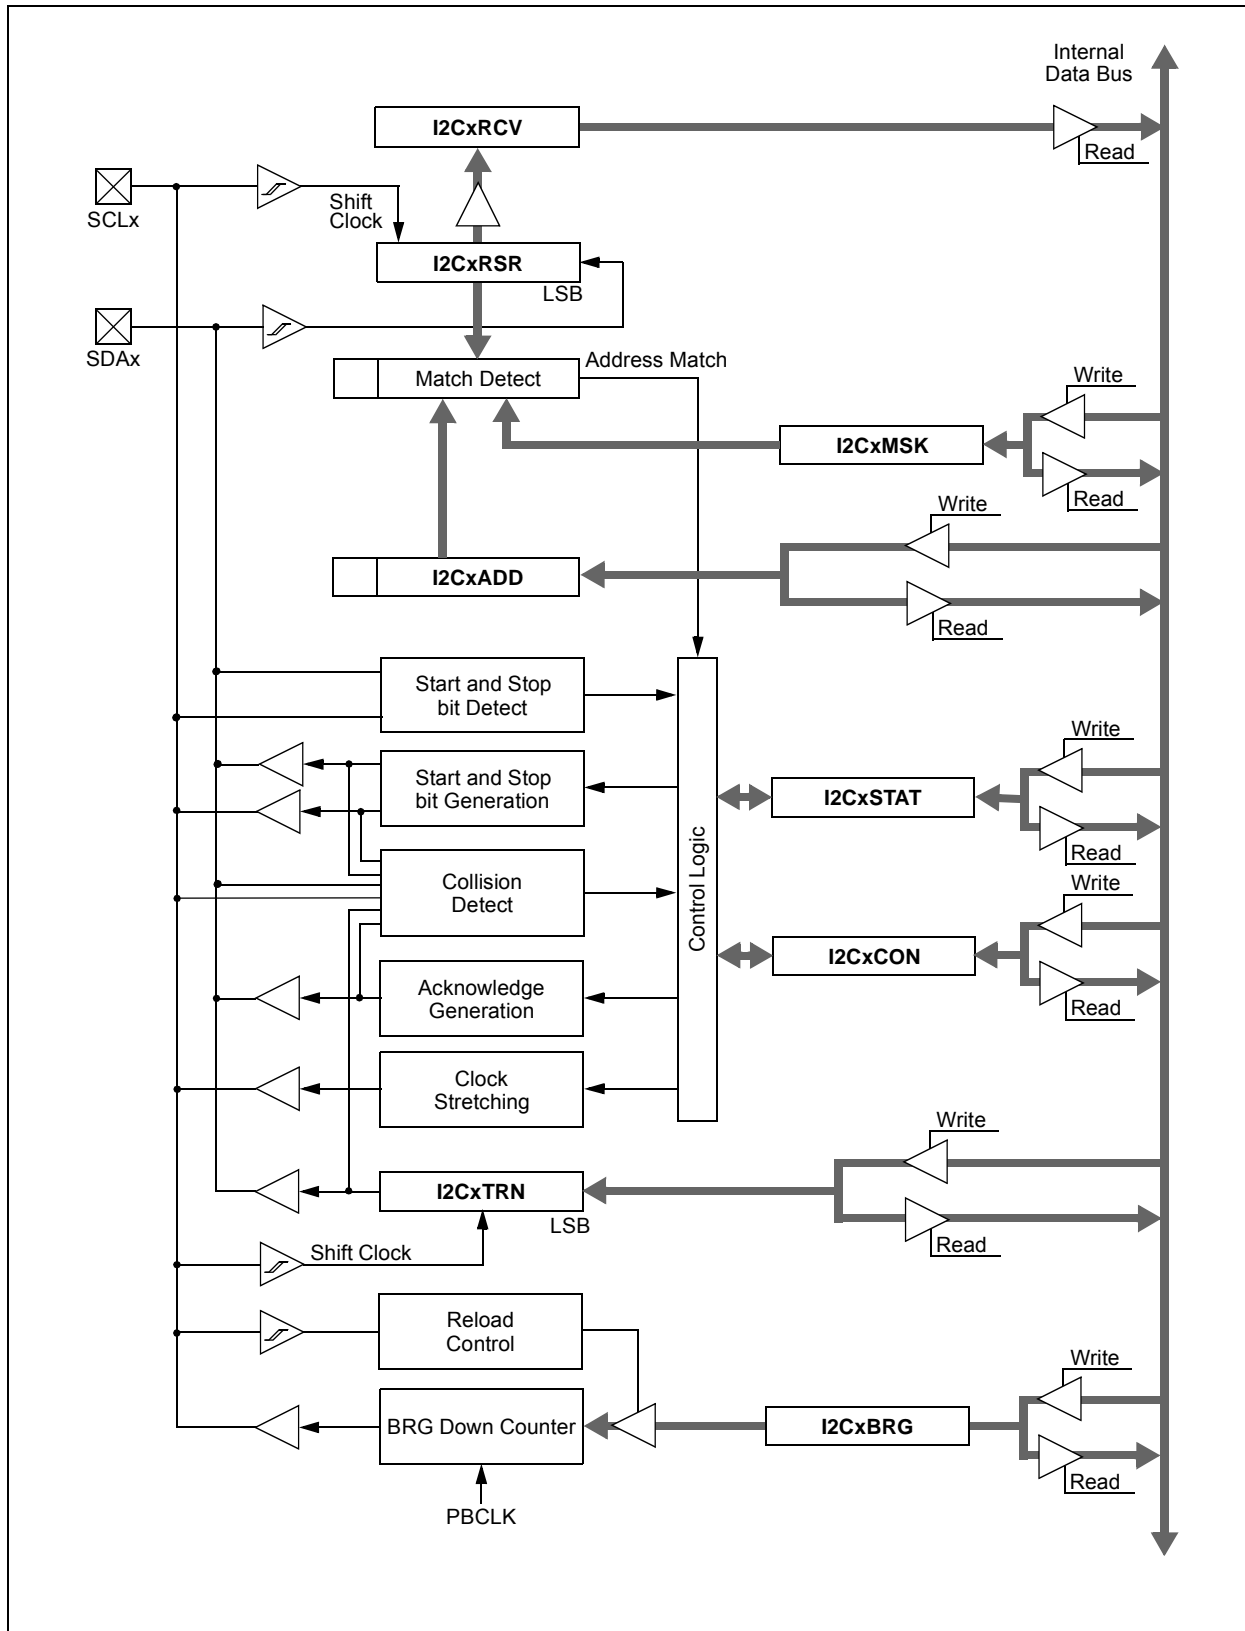 Internal
Data Bus
I2CxRCV
Read
SCLx
Shift
Clock
I2CxRSR
LSB
SDAx
Address Match
Match Detect
Write
I2CxMSK
Read
Write
I2CxADD
Read
Start and Stop
bit Detect
Write
Start and Stop
bit Generation
I2CxSTAT
Read
Control Logic
Collision
Detect
Write
I2CxCON
Read
Acknowledge
Generation
Clock
Stretching
Write
I2CxTRN
LSB
Read
Shift Clock
Reload
Control
Write
BRG Down Counter
I2CxBRG
Read
PBCLK